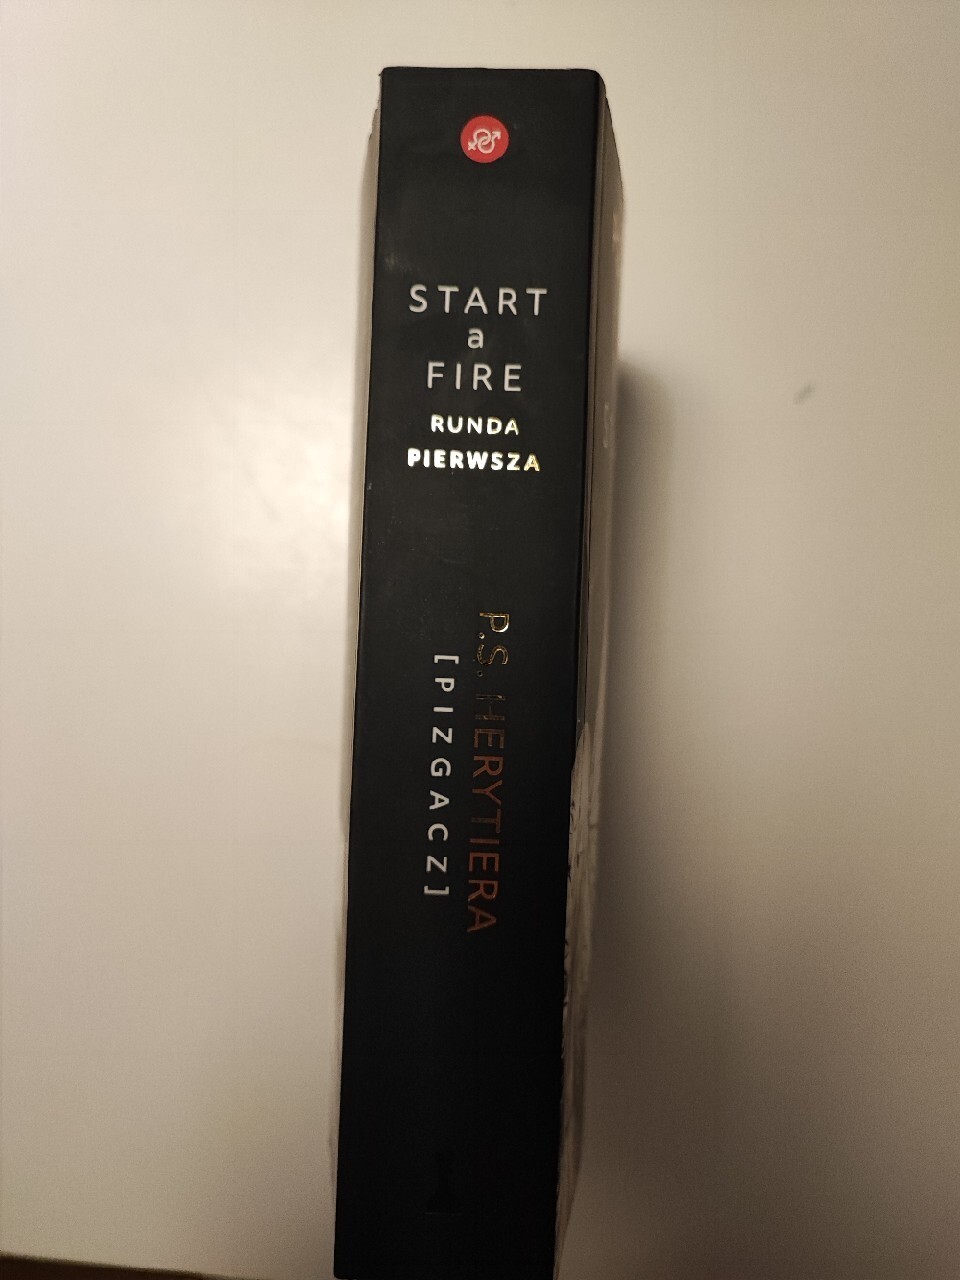 START
a
FIRE
RUNDA
PIERWSZA
P.S. HERYTIERA
[PIZGACZ]